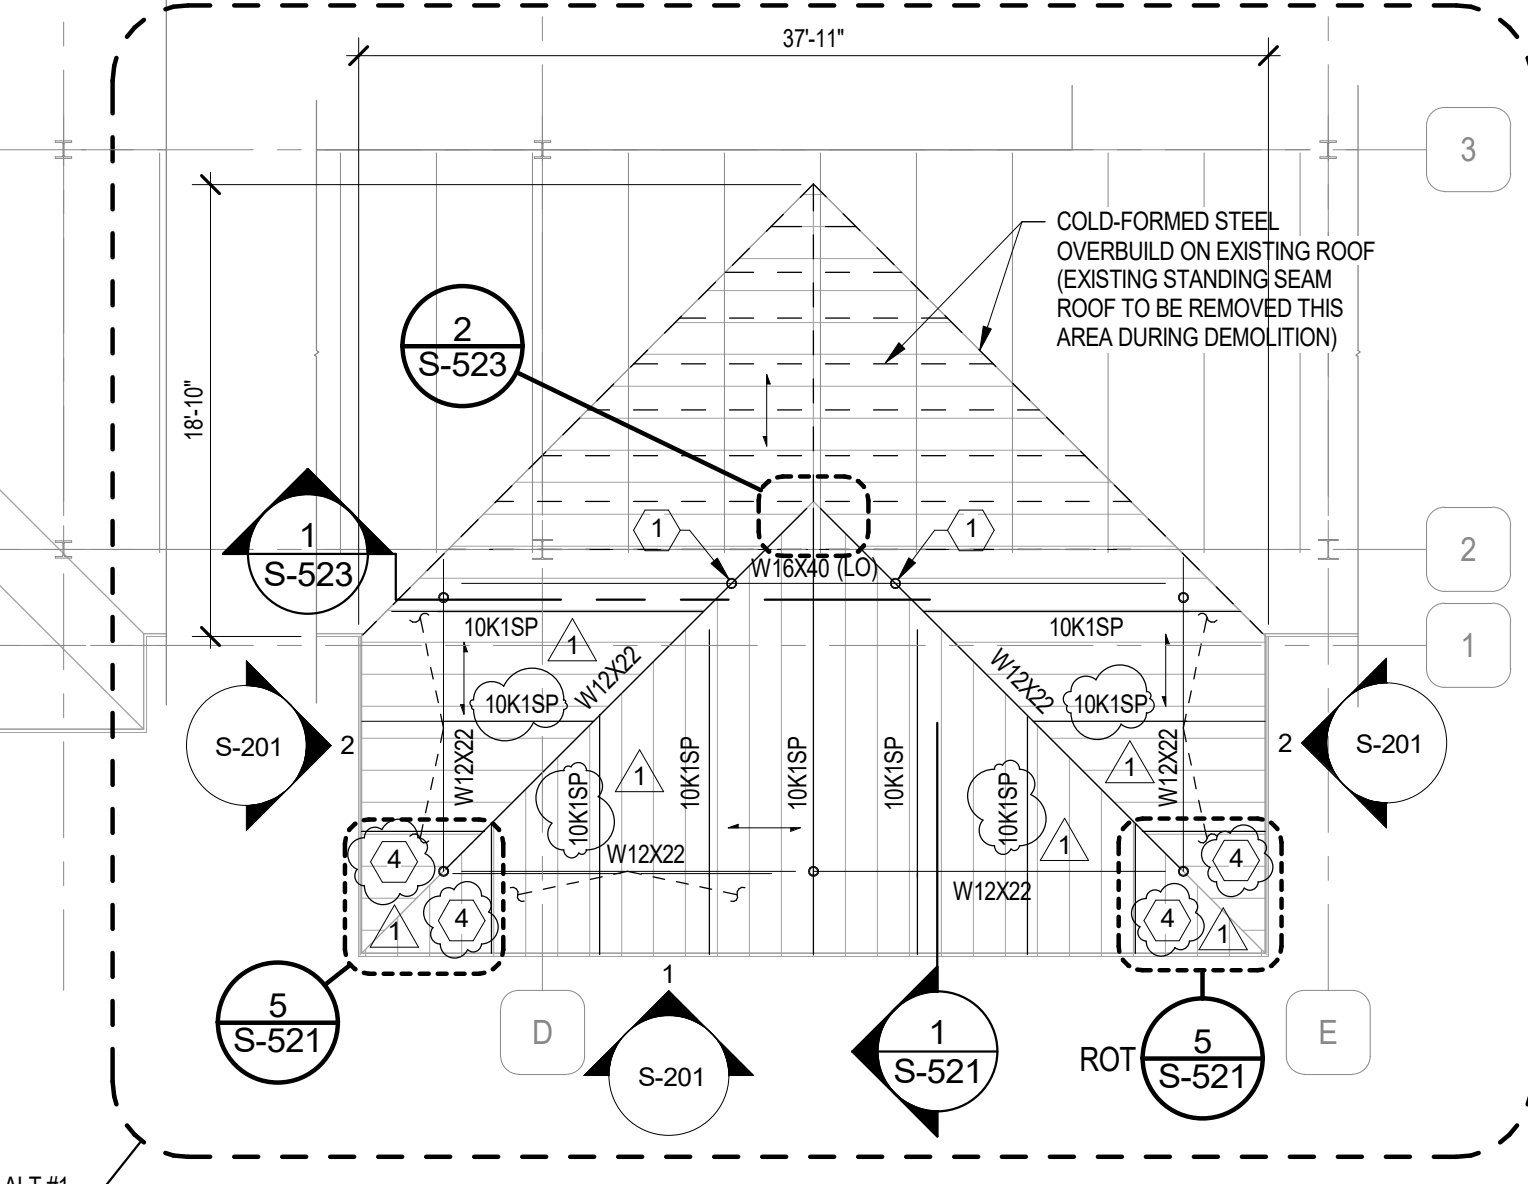 37'-11"
3
COLD-FORMED STEEL
OVERBUILD ON EXISTING ROOF
(EXISTING STANDING SEAM
ROOF TO BE REMOVED THIS
AREA DURING DEMOLITION)
2
S-523
18'-10"
1
S-523
1
1
2
W16X40 (LO)
10K1SP
1
W12X22
10K1SP
W12X22
10K1SP
1
10K1SP
W12X22
1
10K1SP
10K1SP
10K1SP
10K1SP
10K1SP
1
W12X22
1
S-201
2
2
S-201
W12X22
W12X22
4
4
1
4
4
1
1
5
S-521
D
S-201
1
S-521
ROT
5
S-521
E